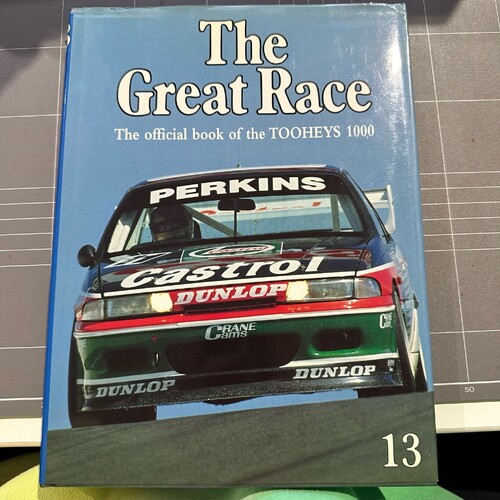 The
Great Race
The official book of the TOOHEYS 1000
PERKINS
Castrol
DUNLOP
CRANE
Cams
DUNLOP
DUNLOP
13
50